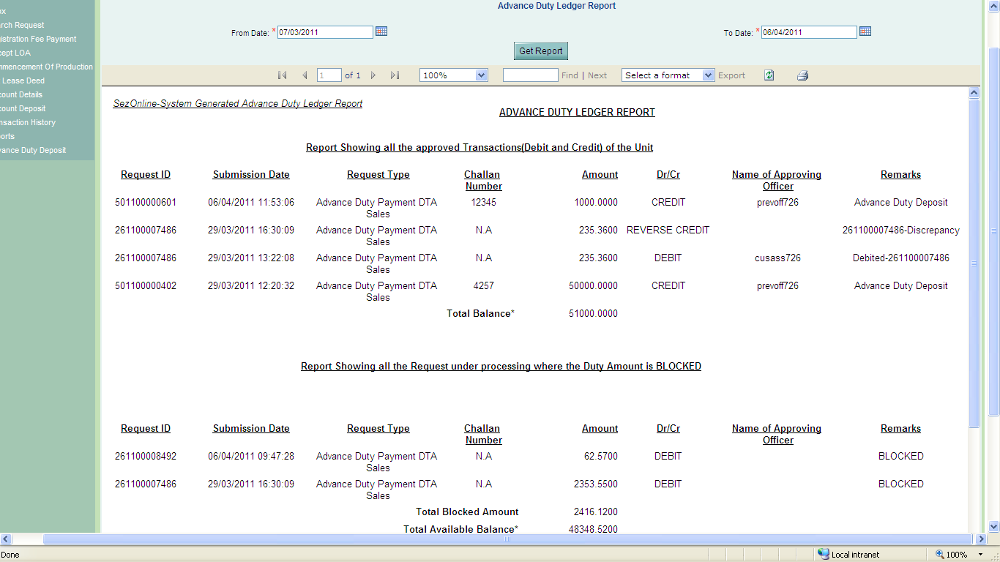 Advance Duty Ledger Report
From Date: * 07/03/2011 To Date: * 06/04/2011
Get Report
1 of 1 100% Find | Next Select a format Export
ox
arch Request
gistration Fee Payment
cept LOA
mmencement Of Production
Lease Deed
count Details
count Deposit
nsaction History
orts
vance Duty Deposit
SezOnline-System Generated Advance Duty Ledger Report
ADVANCE DUTY LEDGER REPORT
Report Showing all the approved Transactions(Debit and Credit) of the Unit
Request ID Submission Date Request Type Challan Number Amount Dr/Cr Name of Approving Officer Remarks
501100000601 06/04/2011 11:53:06 Advance Duty Payment DTA Sales 12345 1000.0000 CREDIT prevoff726 Advance Duty Deposit
261100007486 29/03/2011 16:30:09 Advance Duty Payment DTA Sales N.A 235.3600 REVERSE CREDIT 261100007486-Discrepancy
261100007486 29/03/2011 13:22:08 Advance Duty Payment DTA Sales N.A 235.3600 DEBIT cusass726 Debited-261100007486
501100000402 29/03/2011 12:20:32 Advance Duty Payment DTA Sales 4257 50000.0000 CREDIT prevoff726 Advance Duty Deposit
Total Balance* 51000.0000
Report Showing all the Request under processing where the Duty Amount is BLOCKED
Request ID Submission Date Request Type Challan Number Amount Dr/Cr Name of Approving Officer Remarks
261100008492 06/04/2011 09:47:28 Advance Duty Payment DTA Sales N.A 62.5700 DEBIT BLOCKED
261100007486 29/03/2011 16:30:09 Advance Duty Payment DTA Sales N.A 2353.5500 DEBIT BLOCKED
Total Blocked Amount 2416.1200
Total Available Balance* 48348.5200
Done Local intranet 100%